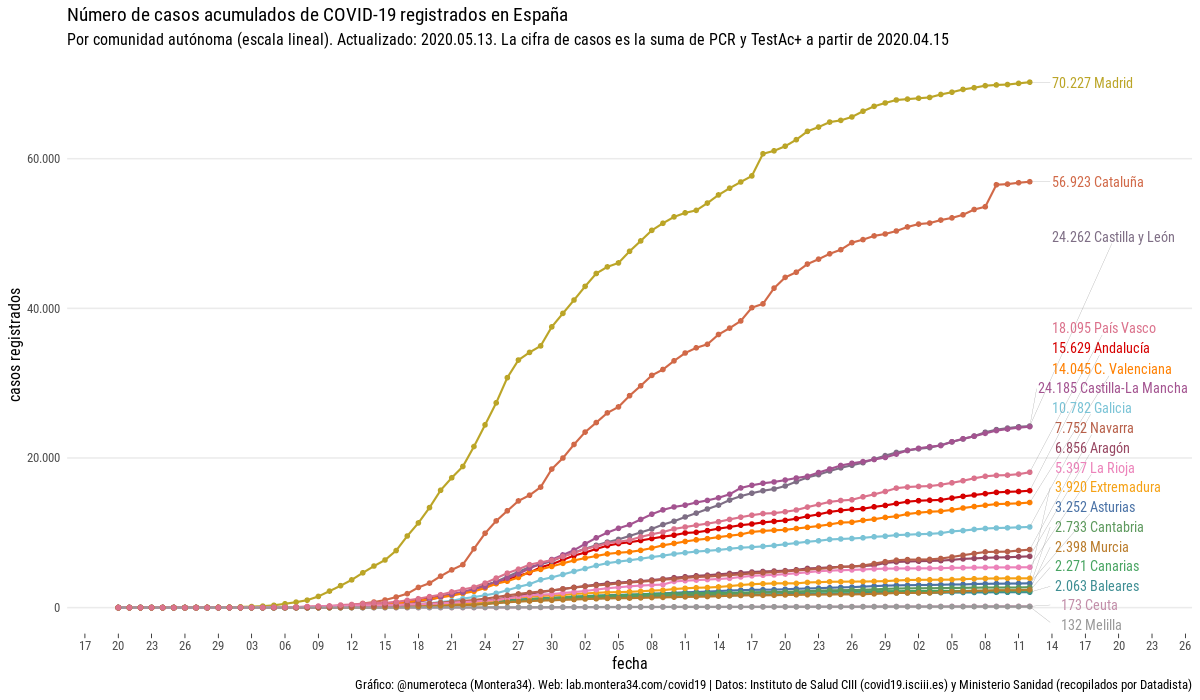 Número de casos acumulados de COVID-19 registrados en España
Por comunidad autónoma (escala lineal). Actualizado: 2020.05.13. La cifra de casos es la suma de PCR y TestAc+ a partir de 2020.04.15
70.227 Madrid
60.000
56.923 Cataluña
24.262 Castilla y León
40.000
18.095 País Vasco
15.629 Andalucía
14.045 C. Valenciana
24.185 Castilla-La Mancha
10.782 Galicia
7.752 Navarra
6.856 Aragón
20.000
5.397 La Rioja
3.920 Extremadura
3.252 Asturias
2.733 Cantabria
2.398 Murcia
2.271 Canarias
2.063 Baleares
0
173 Ceuta
132 Melilla
casos registrados
17 20 23 26 29 03 06 09 12 15 18 21 24 27 30 02 05 08 11 14 17 20 23 26 29 02 05 08 11 14 17 20 23 26
fecha
Gráfico: @numeroteca (Montera34). Web: lab.montera34.com/covid19 | Datos: Instituto de Salud CIII (covid19.isciii.es) y Ministerio Sanidad (recopilados por Datadista)